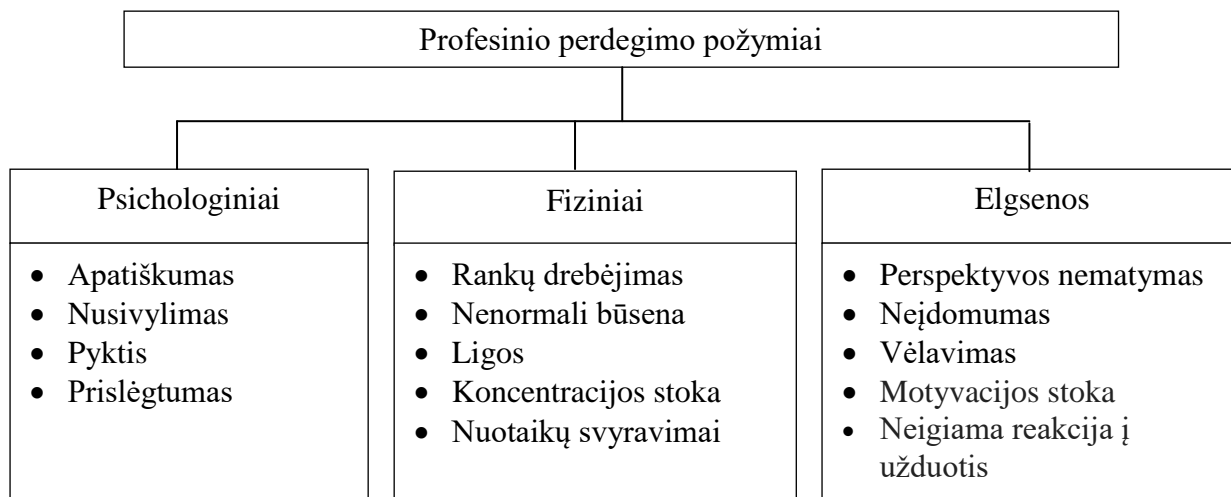 Profesinio perdegimo požymiai
Psichologiniai
• Apatiškumas
• Nusivylimas
• Pyktis
• Prislėgtumas
Fiziniai
• Rankų drebėjimas
• Nenormali būsena
• Ligos
• Koncentracijos stoka
• Nuotaikų svyravimai
Elgsenos
• Perspektyvos nematymas
• Neįdomumas
• Vėlavimas
• Motyvacijos stoka
• Neigiama reakcija į
užduotis